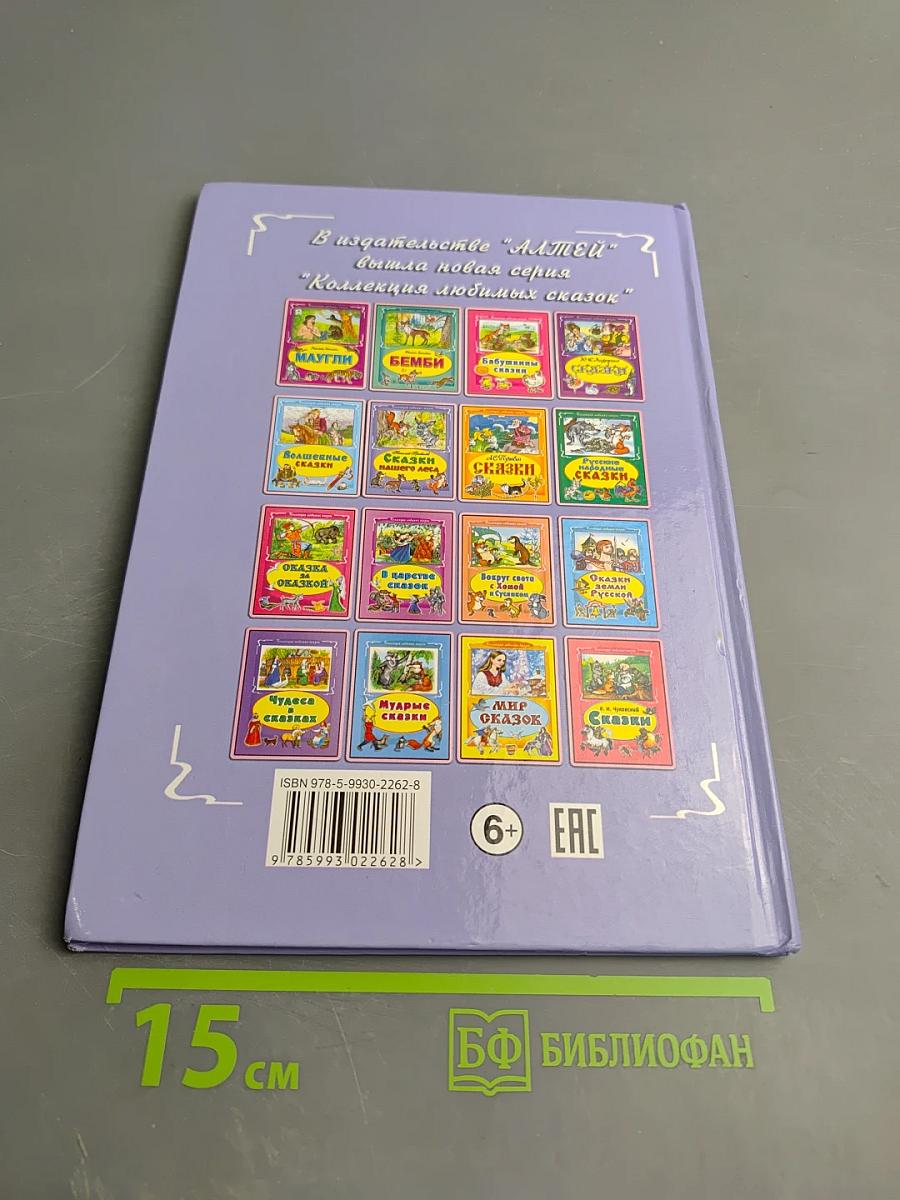 В издательстве "АЛТЕЙ"
вышла новая серия
"Коллекция любимых сказок"
МАУГЛИ
БЕМБИ
Бабушкины
сказки
СКАЗКИ
Волшебные
сказки
Сказки
нашего леса
А.С.Пушкин
СКАЗКИ
Русские
народные
СКАЗКИ
СКАЗКА
ЗА
СКАЗКОЙ
В царстве
сказок
Вокруг света
с Хомой
и Сусликом
Сказки
земли
Русской
Чудеса
в
сказках
Мудрые
сказки
МИР
СКАЗОК
К. И. Чуковский
Сказки
ISBN 978-5-9930-2262-8
9 785993 022628 >
6+
EAC
15 см
БФ БИБЛИОФАН